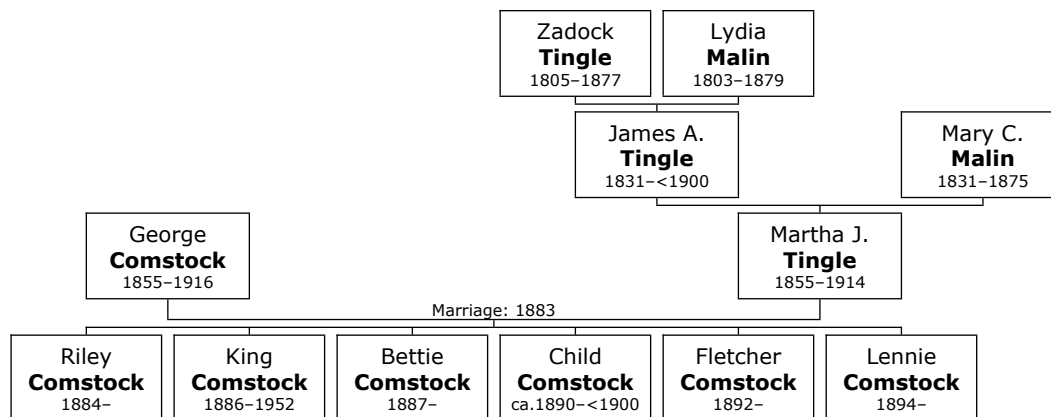 Zadock
Tingle
1805–1877
Lydia
Malin
1803–1879
James A.
Tingle
1831–<1900
Mary C.
Malin
1831–1875
George
Comstock
1855–1916
Martha J.
Tingle
1855–1914
Marriage: 1883
Riley
Comstock
1884–
King
Comstock
1886–1952
Bettie
Comstock
1887–
Child
Comstock
ca.1890–<1900
Fletcher
Comstock
1892–
Lennie
Comstock
1894–